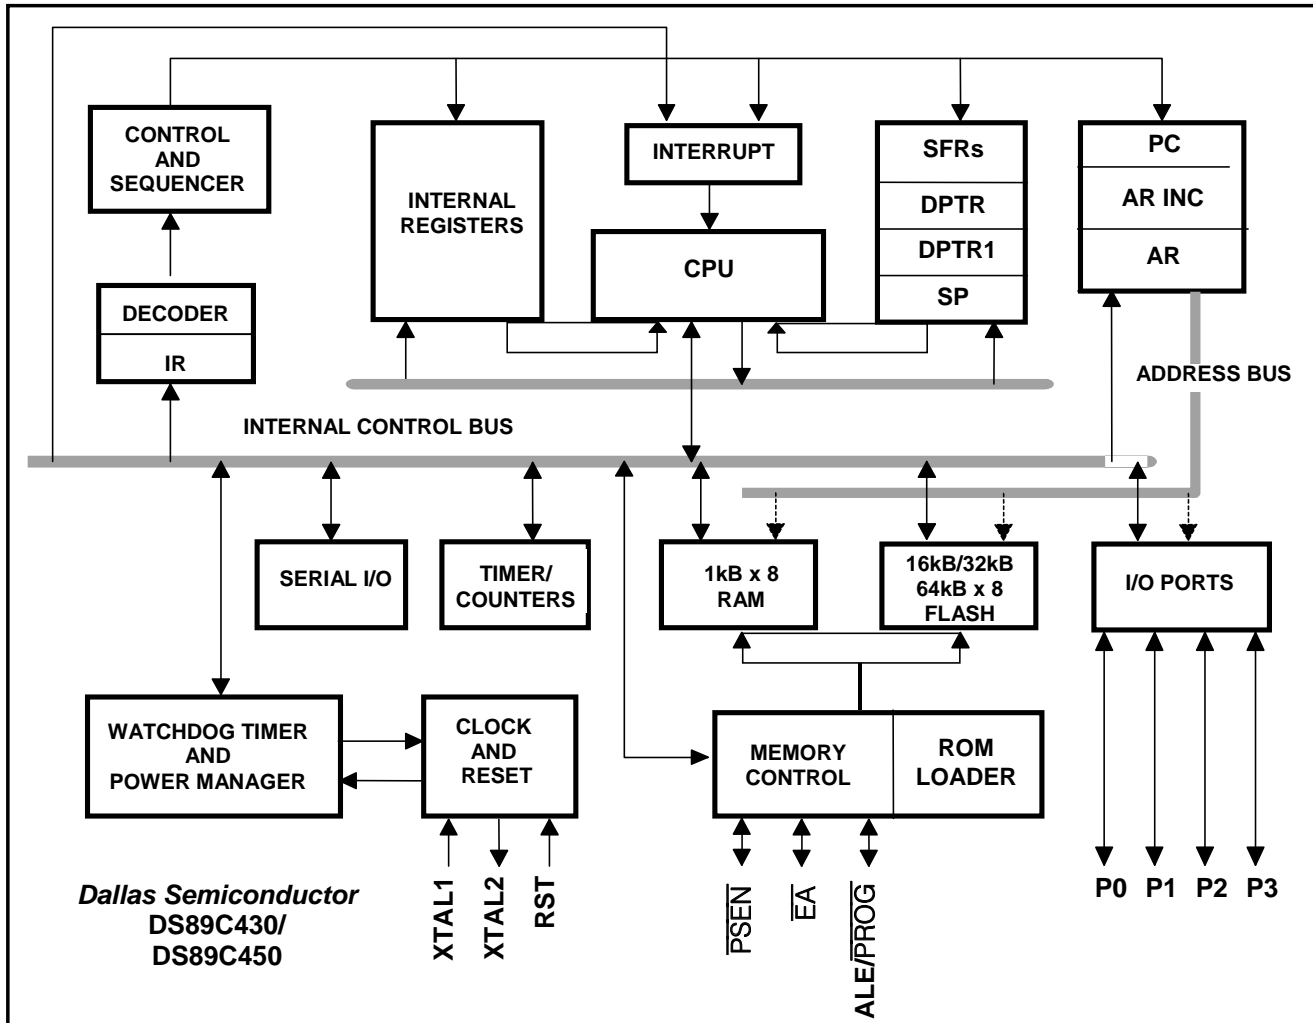 CONTROL
AND
SEQUENCER
INTERNAL
REGISTERS
INTERRUPT
CPU
SFRs
DPTR
DPTR1
SP
PC
AR INC
AR
DECODER
IR
ADDRESS BUS
INTERNAL CONTROL BUS
SERIAL I/O
TIMER/
COUNTERS
1kB x 8
RAM
16kB/32kB
64kB x 8
FLASH
I/O PORTS
WATCHDOG TIMER
AND
POWER MANAGER
CLOCK
AND
RESET
MEMORY
CONTROL
ROM
LOADER
XTAL1
XTAL2
RST
PSEN
EA
ALE/PROG
P0
P1
P2
P3
Dallas Semiconductor
DS89C430/
DS89C450